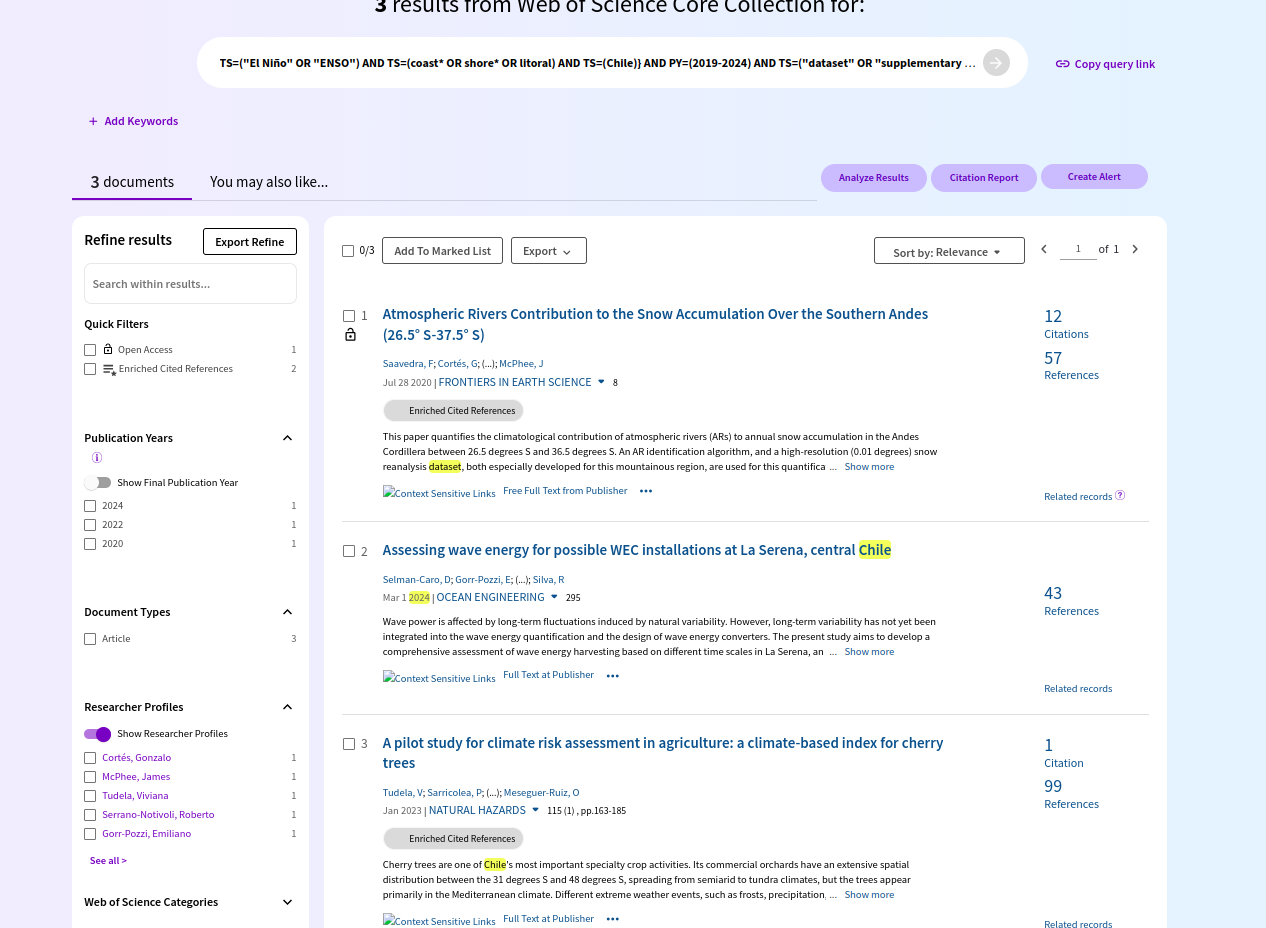 3 results from Web of Science Core Collection for:
TS=("El Niño" OR "ENSO") AND TS=(coast* OR shore* OR litoral) AND TS=(Chile)} AND PY=(2019-2024) AND TS=("dataset" OR "supplementary ...
Copy query link
+ Add Keywords
3 documents
You may also like...
Analyze Results
Citation Report
Create Alert
Refine results
Export Refine
Search within results...
Quick Filters
Open Access 1
Enriched Cited References 2
Publication Years
Show Final Publication Year
2024 1
2022 1
2020 1
Document Types
Article 3
Researcher Profiles
Show Researcher Profiles
Cortés, Gonzalo 1
McPhee, James 1
Tudela, Viviana 1
Serrano-Notivoli, Roberto 1
Gorr-Pozzi, Emiliano 1
See all >
Web of Science Categories
0/3
Add To Marked List
Export
Sort by: Relevance
1 of 1
1
Atmospheric Rivers Contribution to the Snow Accumulation Over the Southern Andes
(26.5° S-37.5° S)
Saavedra, F; Cortés, G; (...); McPhee, J
Jul 28 2020 | FRONTIERS IN EARTH SCIENCE 8
Enriched Cited References
This paper quantifies the climatological contribution of atmospheric rivers (ARs) to annual snow accumulation in the Andes
Cordillera between 26.5 degrees S and 36.5 degrees S. An AR identification algorithm, and a high-resolution (0.01 degrees) snow
reanalysis dataset, both especially developed for this mountainous region, are used for this quantifica ... Show more
Context Sensitive Links Free Full Text from Publisher •••
12
Citations
57
References
Related records ?
2
Assessing wave energy for possible WEC installations at La Serena, central Chile
Selman-Caro, D; Gorr-Pozzi, E; (...); Silva, R
Mar 1 2024 | OCEAN ENGINEERING 295
Wave power is affected by long-term fluctuations induced by natural variability. However, long-term variability has not yet been
integrated into the wave energy quantification and the design of wave energy converters. The present study aims to develop a
comprehensive assessment of wave energy harvesting based on different time scales in La Serena, an ... Show more
Context Sensitive Links Full Text at Publisher •••
43
References
Related records
3
A pilot study for climate risk assessment in agriculture: a climate-based index for cherry
trees
Tudela, V; Sarricolea, P; (...); Meseguer-Ruiz, O
Jan 2023 | NATURAL HAZARDS 115 (1) , pp.163-185
Enriched Cited References
Cherry trees are one of Chile's most important specialty crop activities. Its commercial orchards have an extensive spatial
distribution between the 31 degrees S and 48 degrees S, spreading from semiarid to tundra climates, but the trees appear
primarily in the Mediterranean climate. Different extreme weather events, such as frosts, precipitation, ... Show more
Context Sensitive Links Full Text at Publisher •••
1
Citation
99
References
Related records